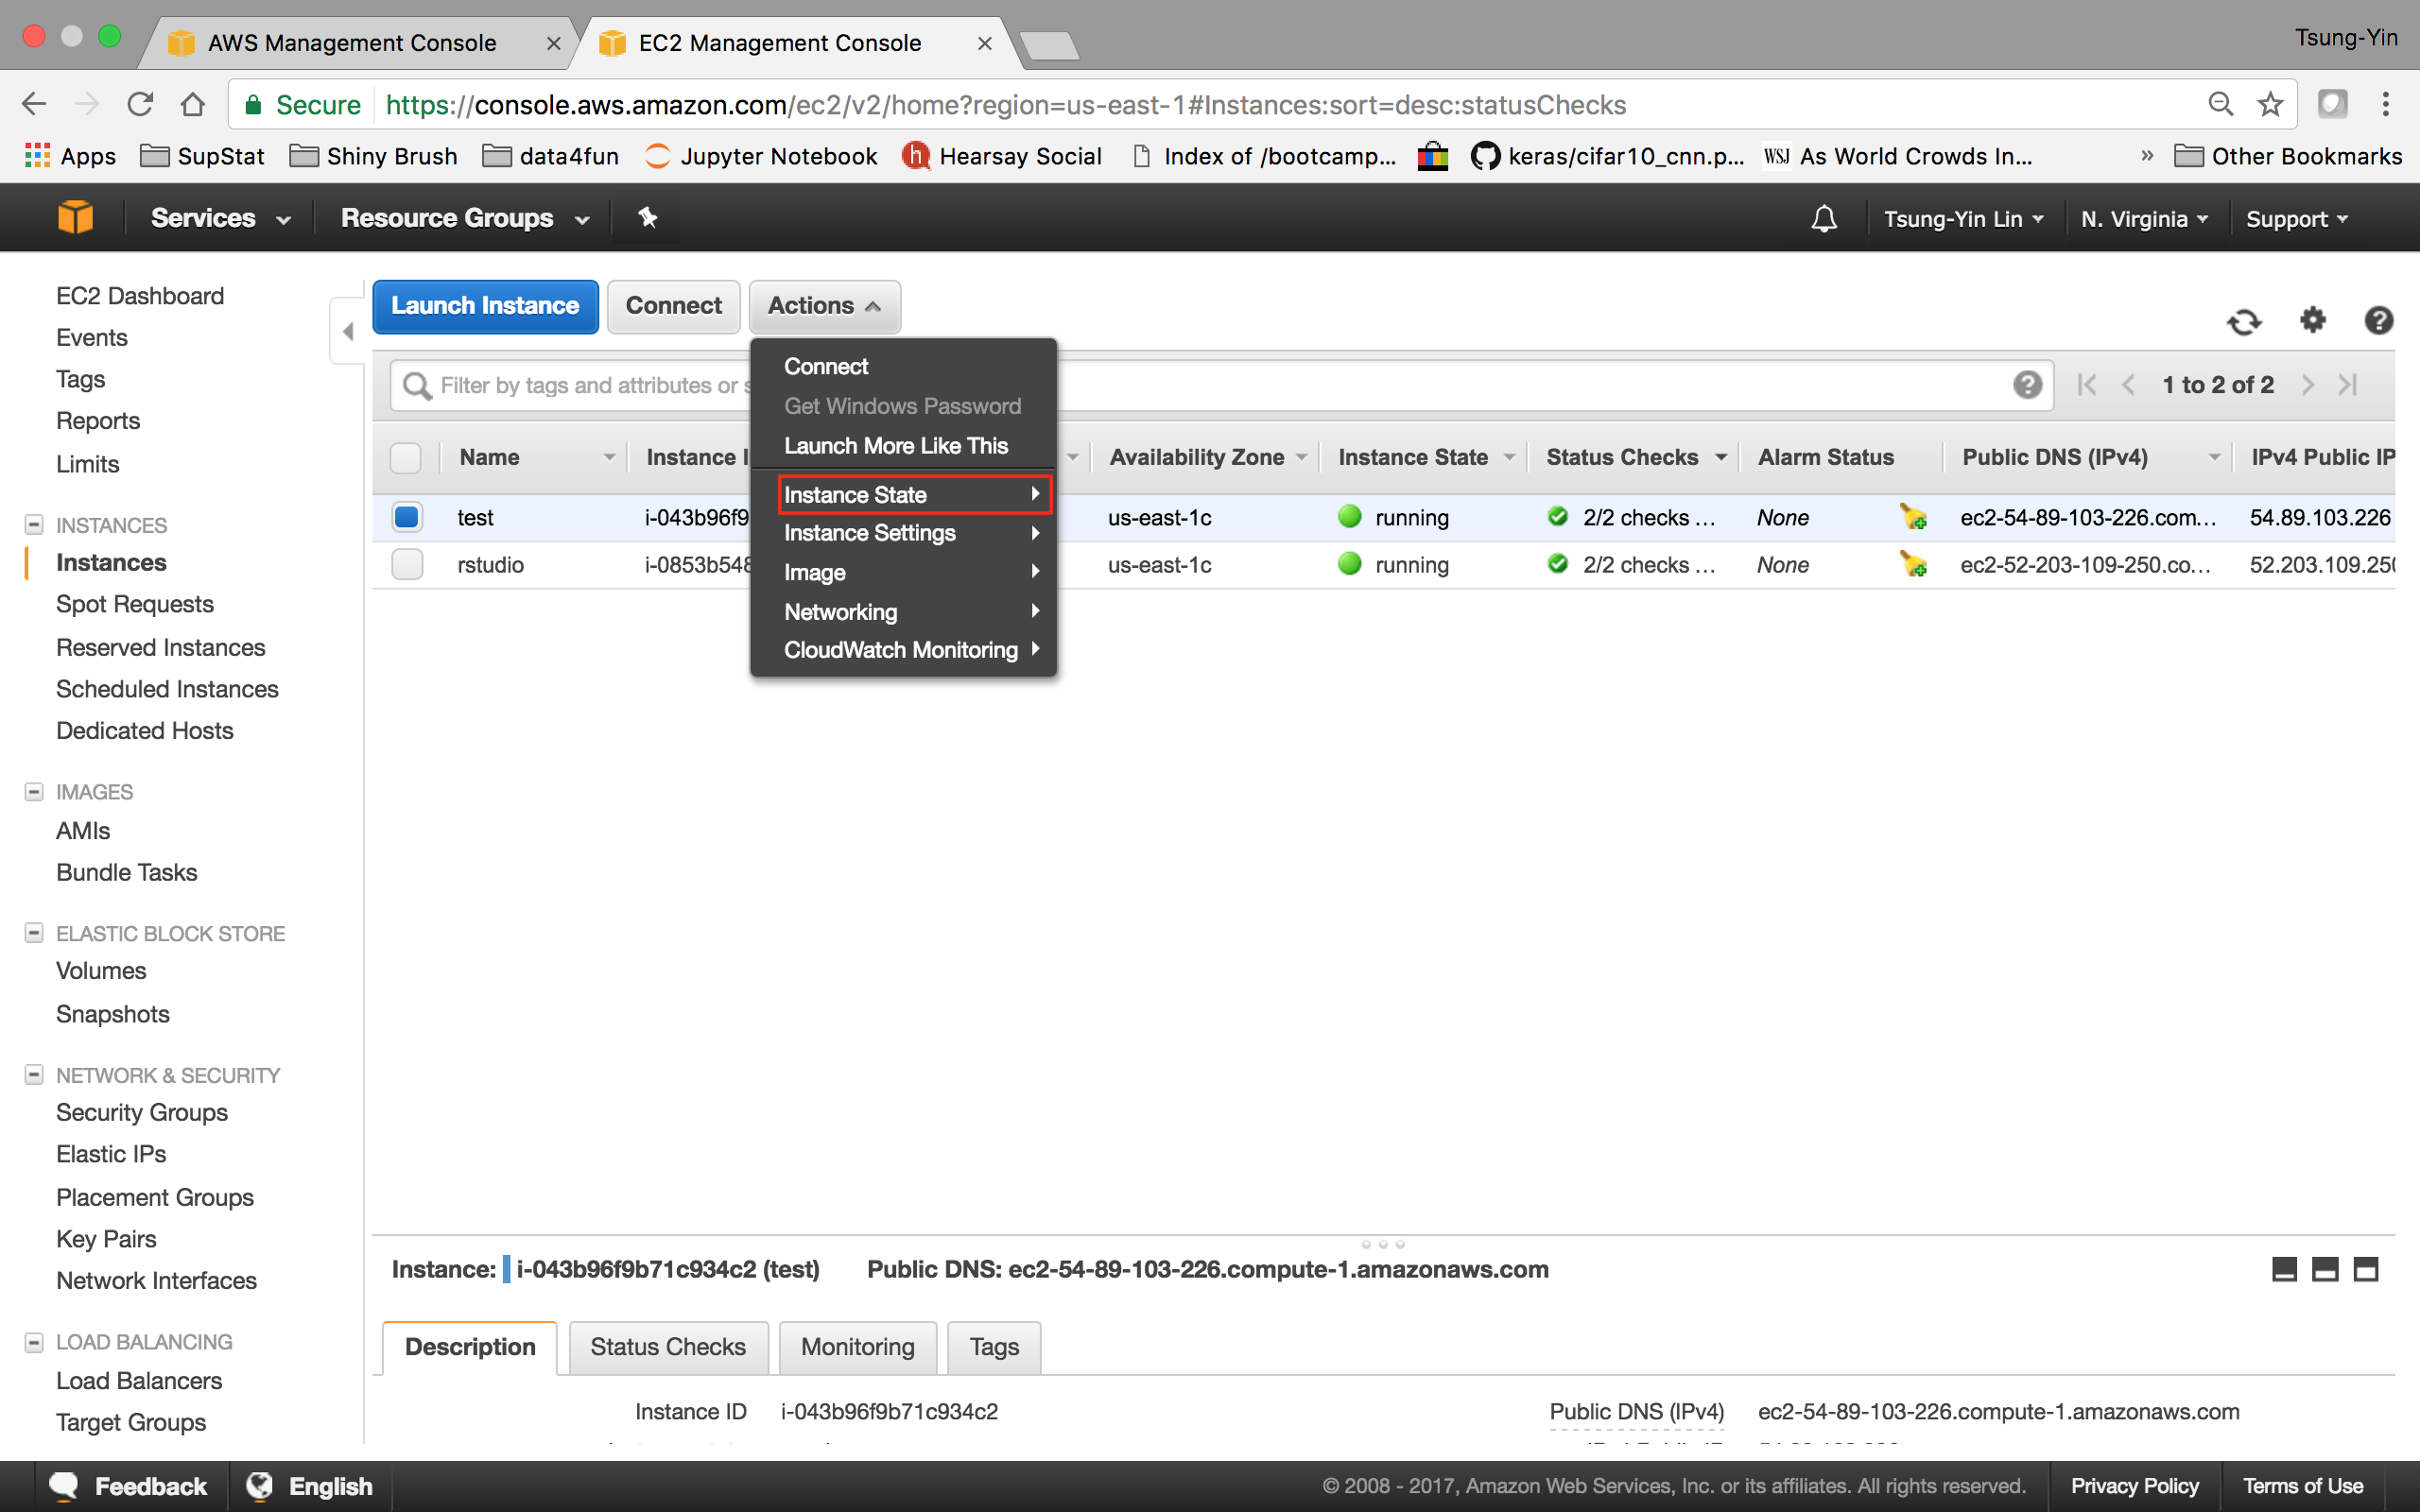 AWS Management Console
EC2 Management Console
Tsung-Yin
Secure https://console.aws.amazon.com/ec2/v2/home?region=us-east-1#Instances:sort=desc:statusChecks
Apps SupStat Shiny Brush data4fun Jupyter Notebook Hearsay Social Index of /bootcamp... keras/cifar10_cnn.p... WSJ As World Crowds In... » Other Bookmarks
Services Resource Groups Tsung-Yin Lin N. Virginia Support
EC2 Dashboard
Events
Tags
Reports
Limits
INSTANCES
Instances
Spot Requests
Reserved Instances
Scheduled Instances
Dedicated Hosts
IMAGES
AMIs
Bundle Tasks
ELASTIC BLOCK STORE
Volumes
Snapshots
NETWORK & SECURITY
Security Groups
Elastic IPs
Placement Groups
Key Pairs
Network Interfaces
LOAD BALANCING
Load Balancers
Target Groups
Launch Instance Connect Actions
Connect
Get Windows Password
Launch More Like This
Instance State
Instance Settings
Image
Networking
CloudWatch Monitoring
Filter by tags and attributes or s
1 to 2 of 2
Name Instance I Availability Zone Instance State Status Checks Alarm Status Public DNS (IPv4) IPv4 Public IP
test i-043b96f9 us-east-1c running 2/2 checks ... None ec2-54-89-103-226.com... 54.89.103.226
rstudio i-0853b548 us-east-1c running 2/2 checks ... None ec2-52-203-109-250.co... 52.203.109.250
Instance: i-043b96f9b71c934c2 (test) Public DNS: ec2-54-89-103-226.compute-1.amazonaws.com
Description Status Checks Monitoring Tags
Instance ID i-043b96f9b71c934c2 Public DNS (IPv4) ec2-54-89-103-226.compute-1.amazonaws.com
Feedback English © 2008 - 2017, Amazon Web Services, Inc. or its affiliates. All rights reserved. Privacy Policy Terms of Use